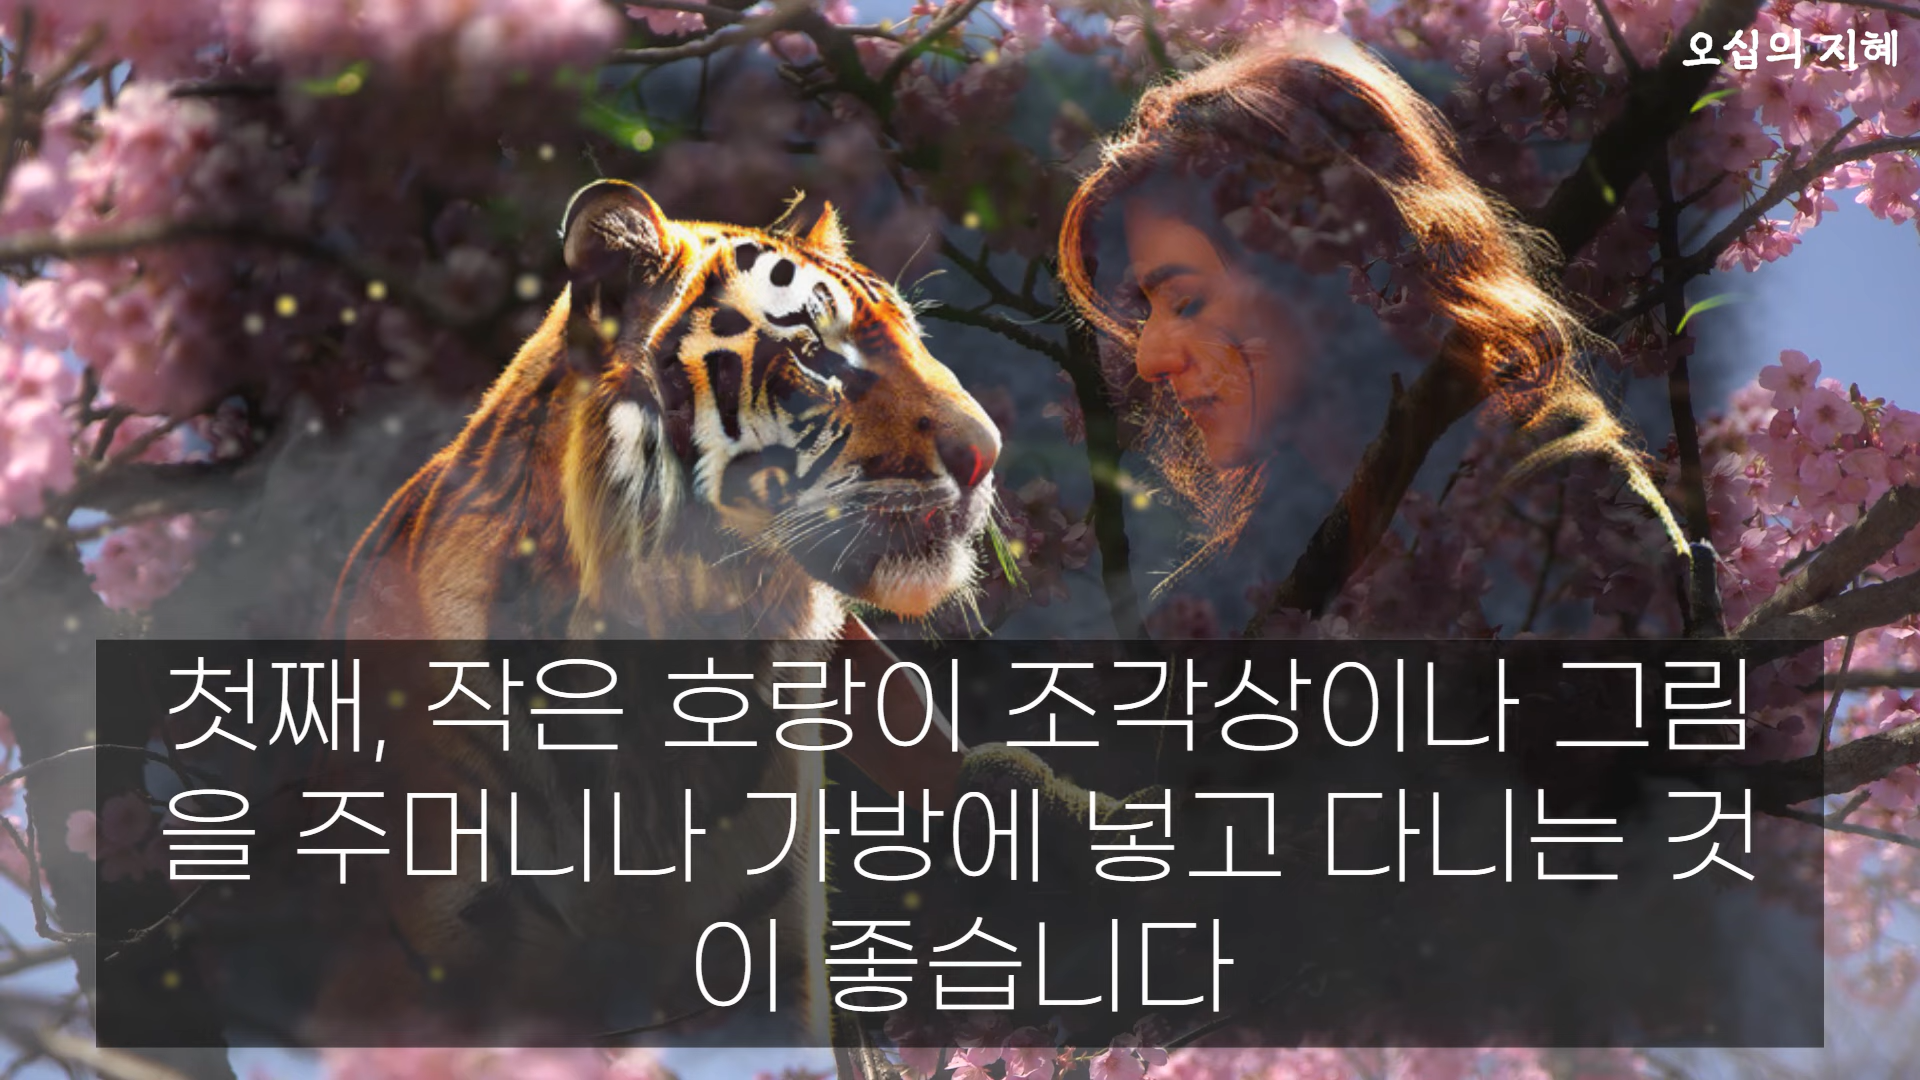 오십의 지혜
첫째, 작은 호랑이 조각상이나 그림
을 주머니나 가방에 넣고 다니는 것
이 좋습니다